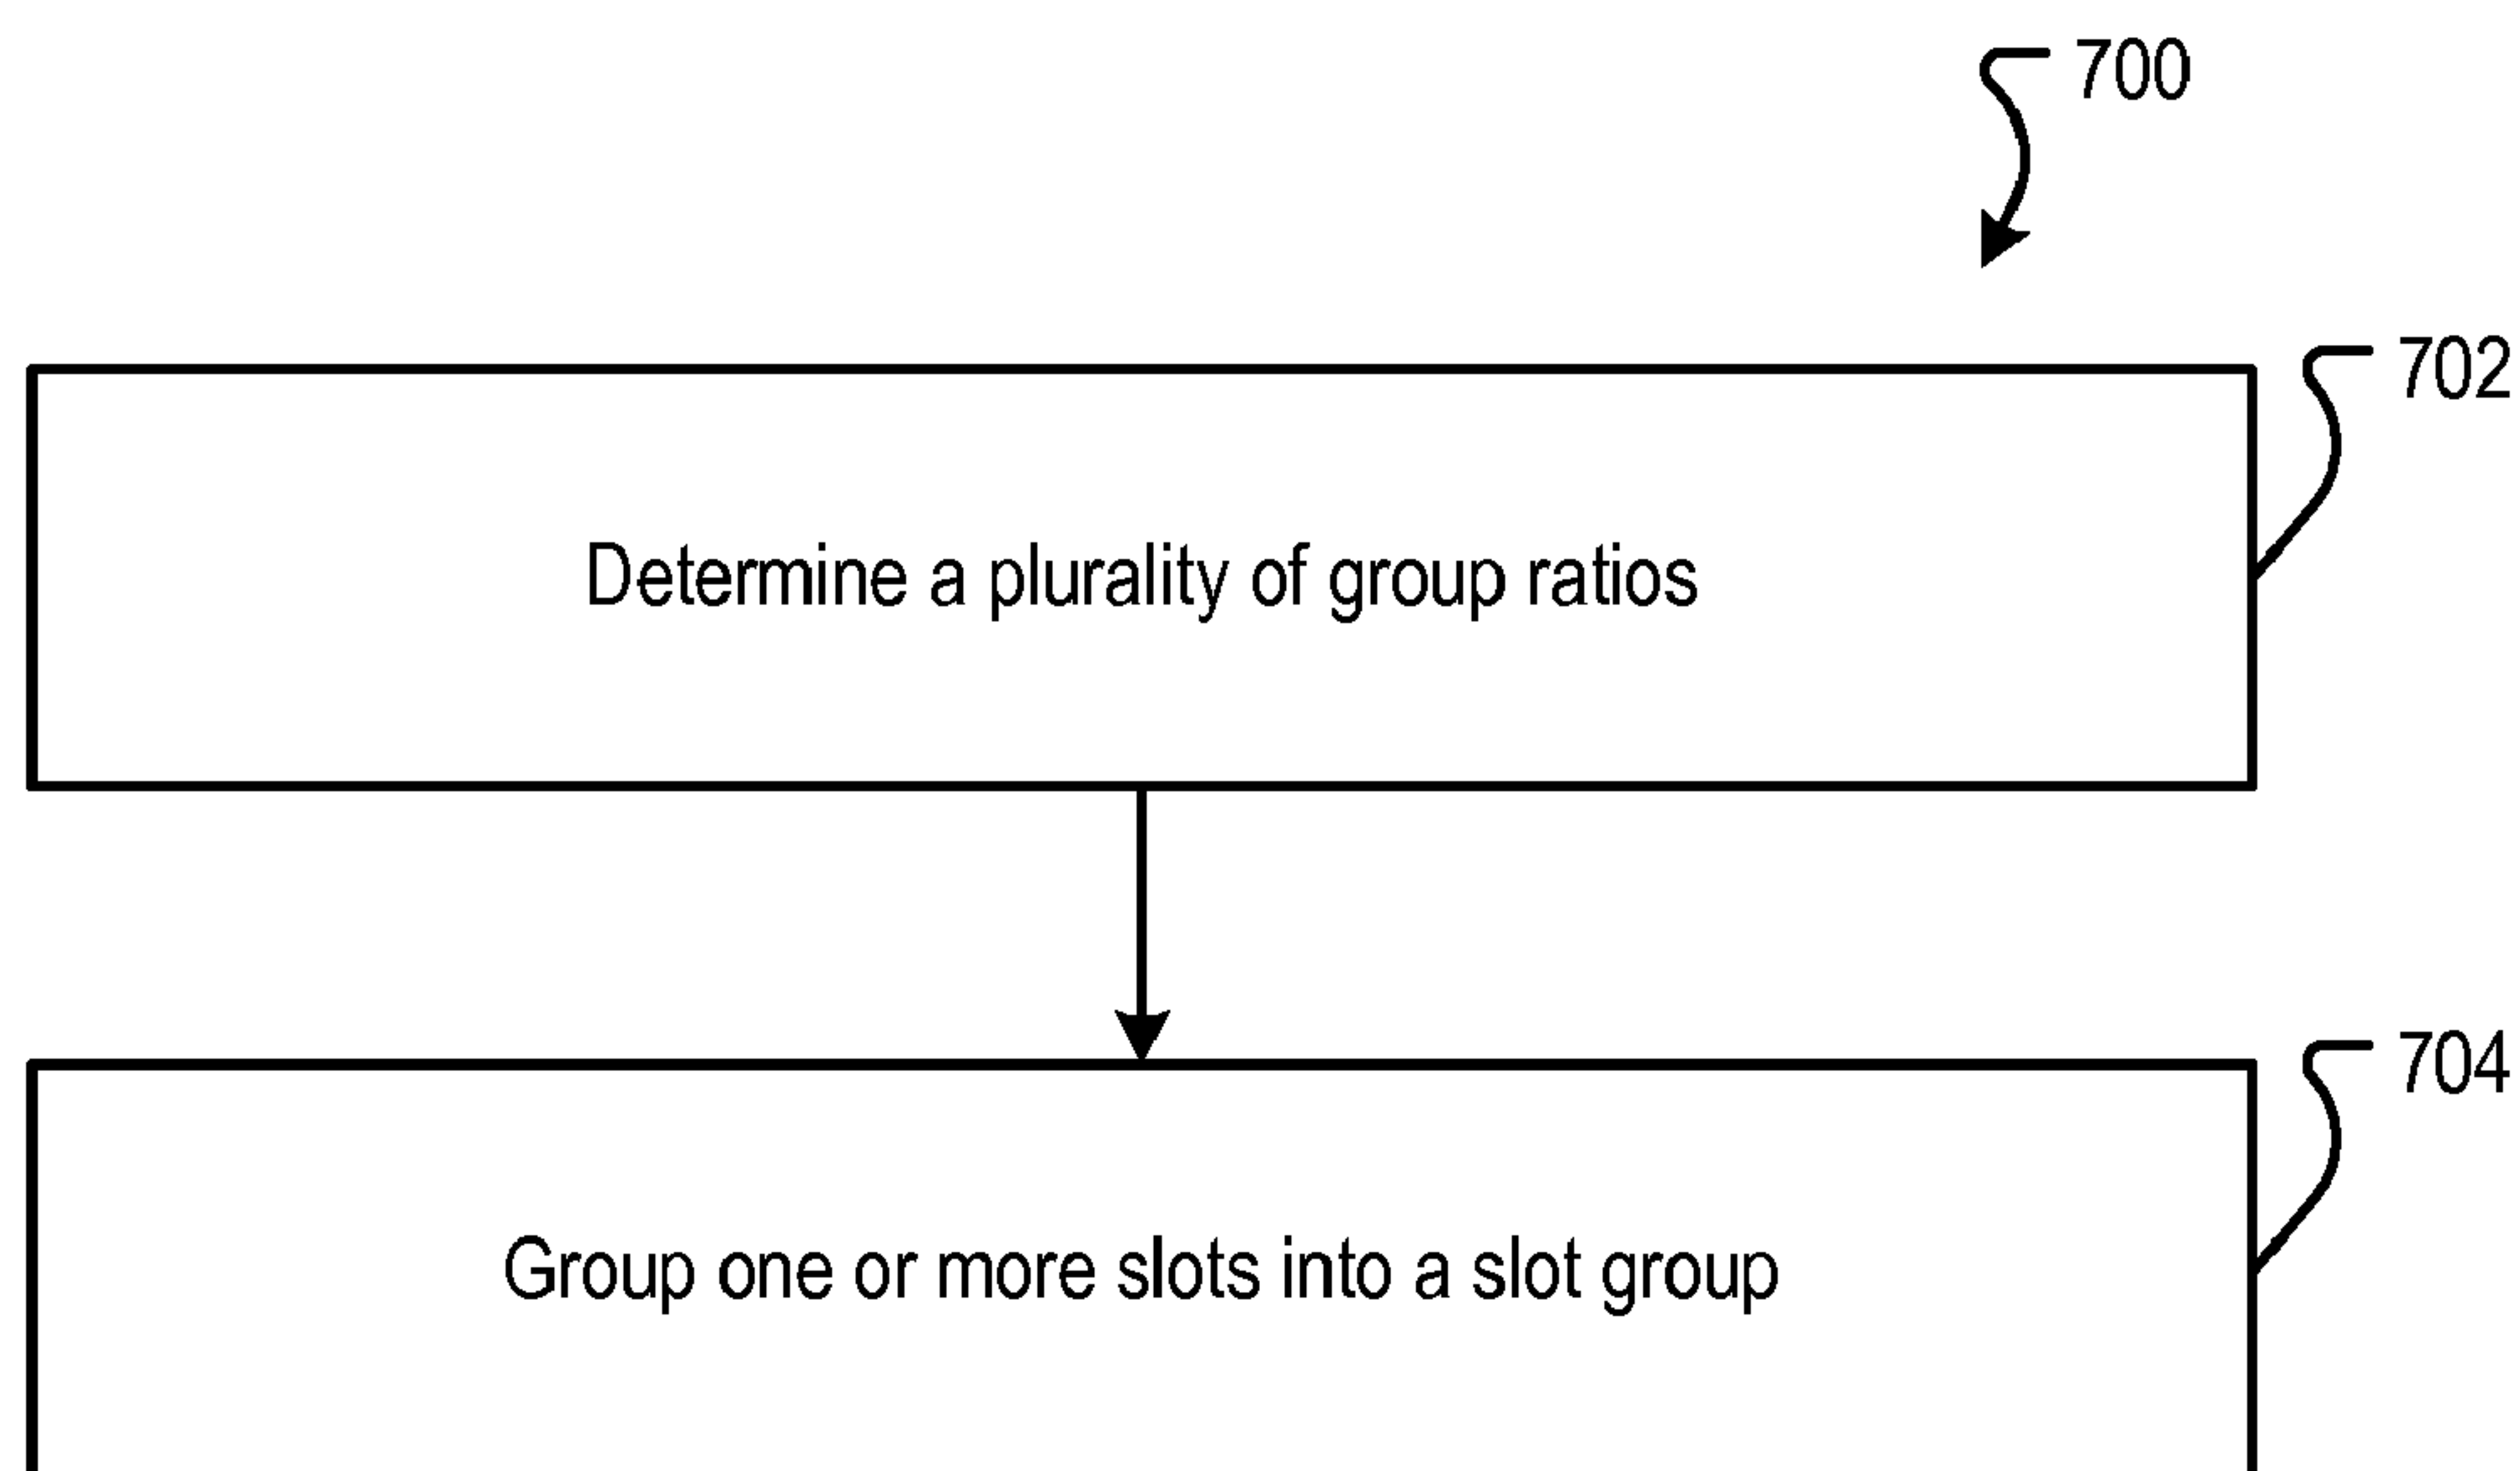 700
702
Determine a plurality of group ratios
704
Group one or more slots into a slot group